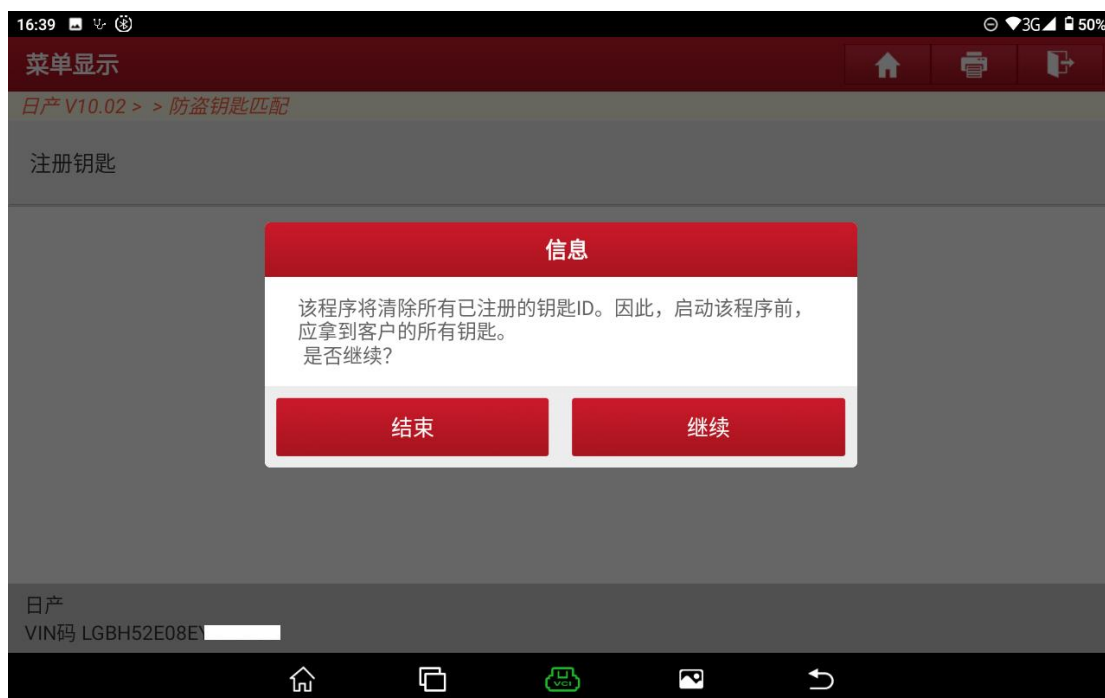 16:39
3G 50%
菜单显示
日产 V10.02 > > 防盗钥匙匹配
注册钥匙
信息
该程序将清除所有已注册的钥匙ID。因此，启动该程序前，
应拿到客户的所有钥匙。
是否继续？
结束 继续
日产
VIN码 LGBH52E08E
VCI